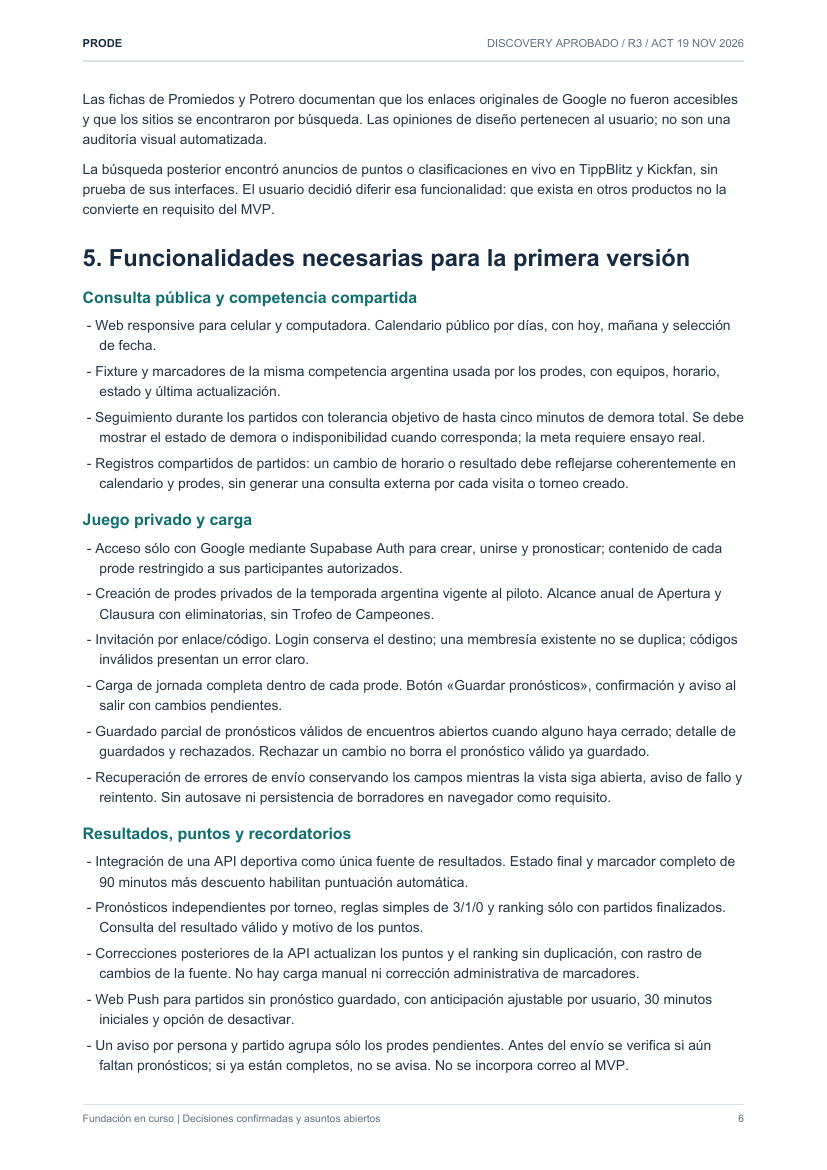 PRODE
DISCOVERY APROBADO / R3 / ACT 19 NOV 2026
Las fichas de Promiedos y Potrero documentan que los enlaces originales de Google no fueron accesibles
y que los sitios se encontraron por búsqueda. Las opiniones de diseño pertenecen al usuario; no son una
auditoría visual automatizada.
La búsqueda posterior encontró anuncios de puntos o clasificaciones en vivo en TippBlitz y Kickfan, sin
prueba de sus interfaces. El usuario decidió diferir esa funcionalidad: que exista en otros productos no la
convierte en requisito del MVP.
5. Funcionalidades necesarias para la primera versión
Consulta pública y competencia compartida
- Web responsive para celular y computadora. Calendario público por días, con hoy, mañana y selección
de fecha.
- Fixture y marcadores de la misma competencia argentina usada por los prodes, con equipos, horario,
estado y última actualización.
- Seguimiento durante los partidos con tolerancia objetivo de hasta cinco minutos de demora total. Se debe
mostrar el estado de demora o indisponibilidad cuando corresponda; la meta requiere ensayo real.
- Registros compartidos de partidos: un cambio de horario o resultado debe reflejarse coherentemente en
calendario y prodes, sin generar una consulta externa por cada visita o torneo creado.
Juego privado y carga
- Acceso sólo con Google mediante Supabase Auth para crear, unirse y pronosticar; contenido de cada
prode restringido a sus participantes autorizados.
- Creación de prodes privados de la temporada argentina vigente al piloto. Alcance anual de Apertura y
Clausura con eliminatorias, sin Trofeo de Campeones.
- Invitación por enlace/código. Login conserva el destino; una membresía existente no se duplica; códigos
inválidos presentan un error claro.
- Carga de jornada completa dentro de cada prode. Botón «Guardar pronósticos», confirmación y aviso al
salir con cambios pendientes.
- Guardado parcial de pronósticos válidos de encuentros abiertos cuando alguno haya cerrado; detalle de
guardados y rechazados. Rechazar un cambio no borra el pronóstico válido ya guardado.
- Recuperación de errores de envío conservando los campos mientras la vista siga abierta, aviso de fallo y
reintento. Sin autosave ni persistencia de borradores en navegador como requisito.
Resultados, puntos y recordatorios
- Integración de una API deportiva como única fuente de resultados. Estado final y marcador completo de
90 minutos más descuento habilitan puntuación automática.
- Pronósticos independientes por torneo, reglas simples de 3/1/0 y ranking sólo con partidos finalizados.
Consulta del resultado válido y motivo de los puntos.
- Correcciones posteriores de la API actualizan los puntos y el ranking sin duplicación, con rastro de
cambios de la fuente. No hay carga manual ni corrección administrativa de marcadores.
- Web Push para partidos sin pronóstico guardado, con anticipación ajustable por usuario, 30 minutos
iniciales y opción de desactivar.
- Un aviso por persona y partido agrupa sólo los prodes pendientes. Antes del envío se verifica si aún
faltan pronósticos; si ya están completos, no se avisa. No se incorpora correo al MVP.
Fundación en curso | Decisiones confirmadas y asuntos abiertos
6